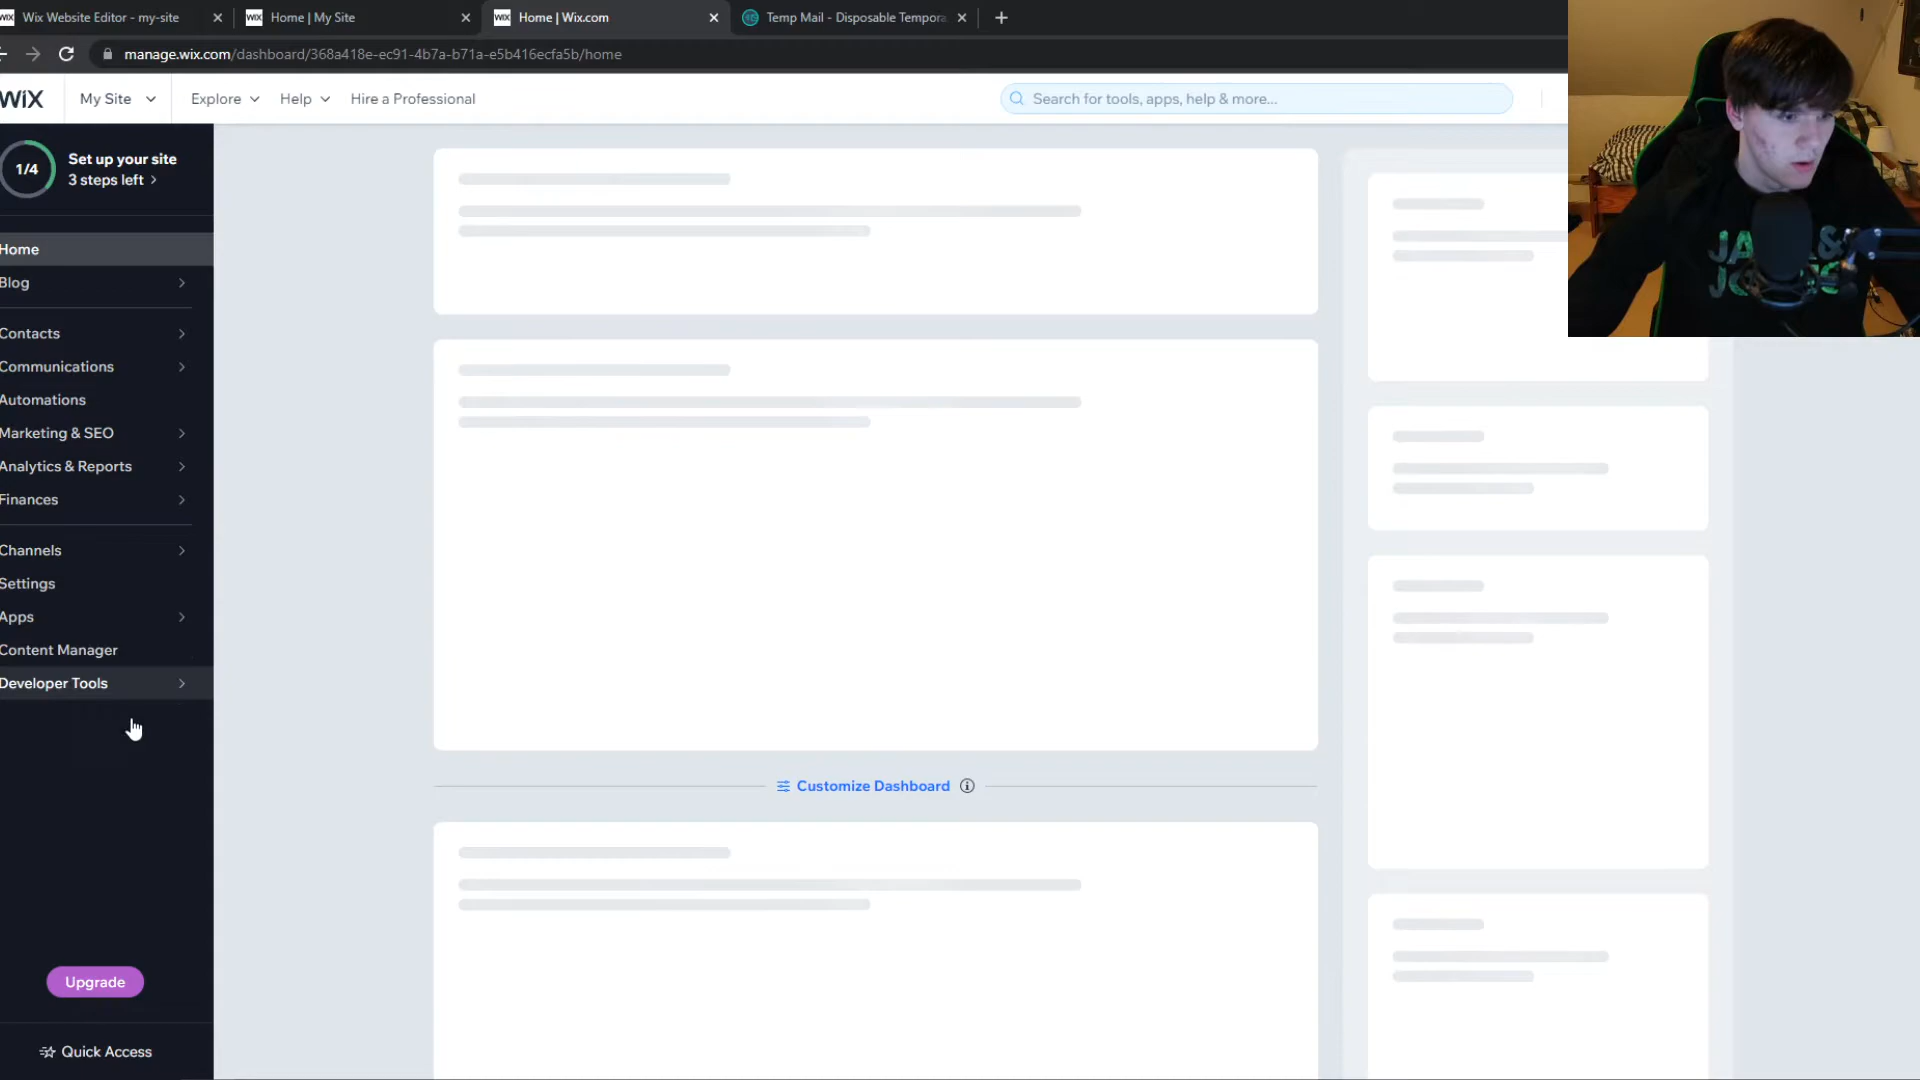 WIX Wix Website Editor - my-site
WIX Home | My Site
WIX Home | Wix.com
Temp Mail - Disposable Tempora
manage.wix.com/dashboard/368a418e-ec91-4b7a-b71a-e5b416ecfa5b/home
WIX
My Site
Explore
Help
Hire a Professional
Search for tools, apps, help & more...
1/4
Set up your site
3 steps left
Home
Blog
Contacts
Communications
Automations
Marketing & SEO
Analytics & Reports
Finances
Channels
Settings
Apps
Content Manager
Developer Tools
Customize Dashboard
Upgrade
Quick Access